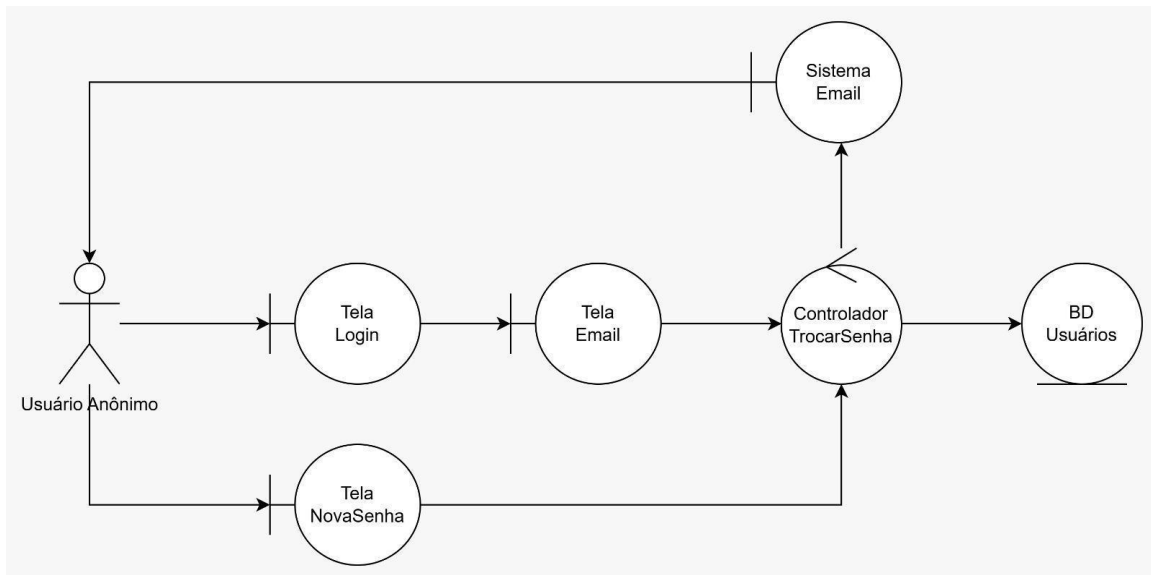 Sistema
Email
Tela
Login
Tela
Email
Controlador
TrocarSenha
BD
Usuários
Usuário Anônimo
Tela
NovaSenha